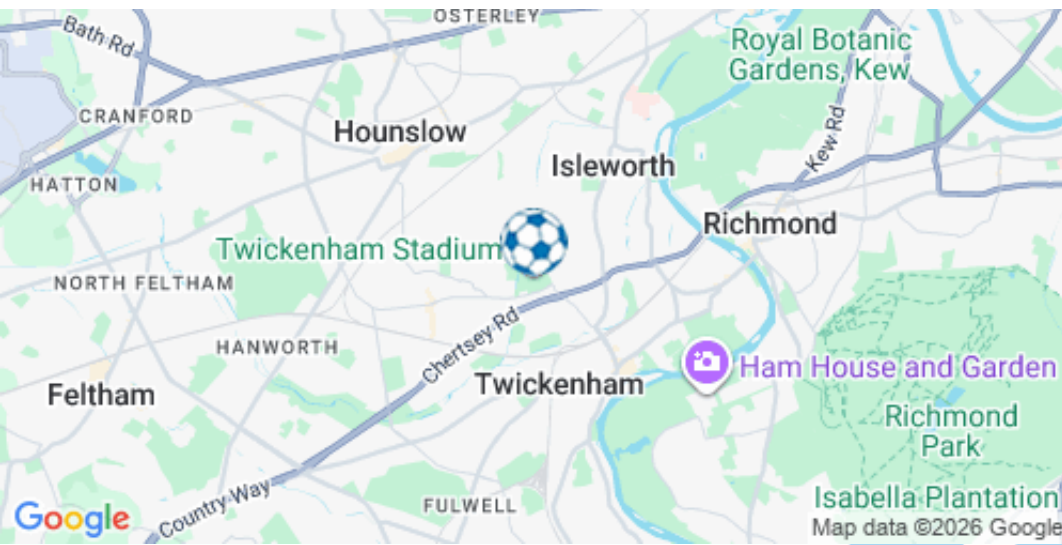 OSTERLEY
Bath Rd
Royal Botanic
Gardens, Kew
CRANFORD
Hounslow
Kew Rd
Isleworth
HATTON
Richmond
Twickenham Stadium
NORTH FELTHAM
Chertsey Rd
HANWORTH
Ham House and Garden
Feltham
Twickenham
Richmond
Park
Country Way
FULWELL
Isabella Plantation
Google
Map data ©2026 Google